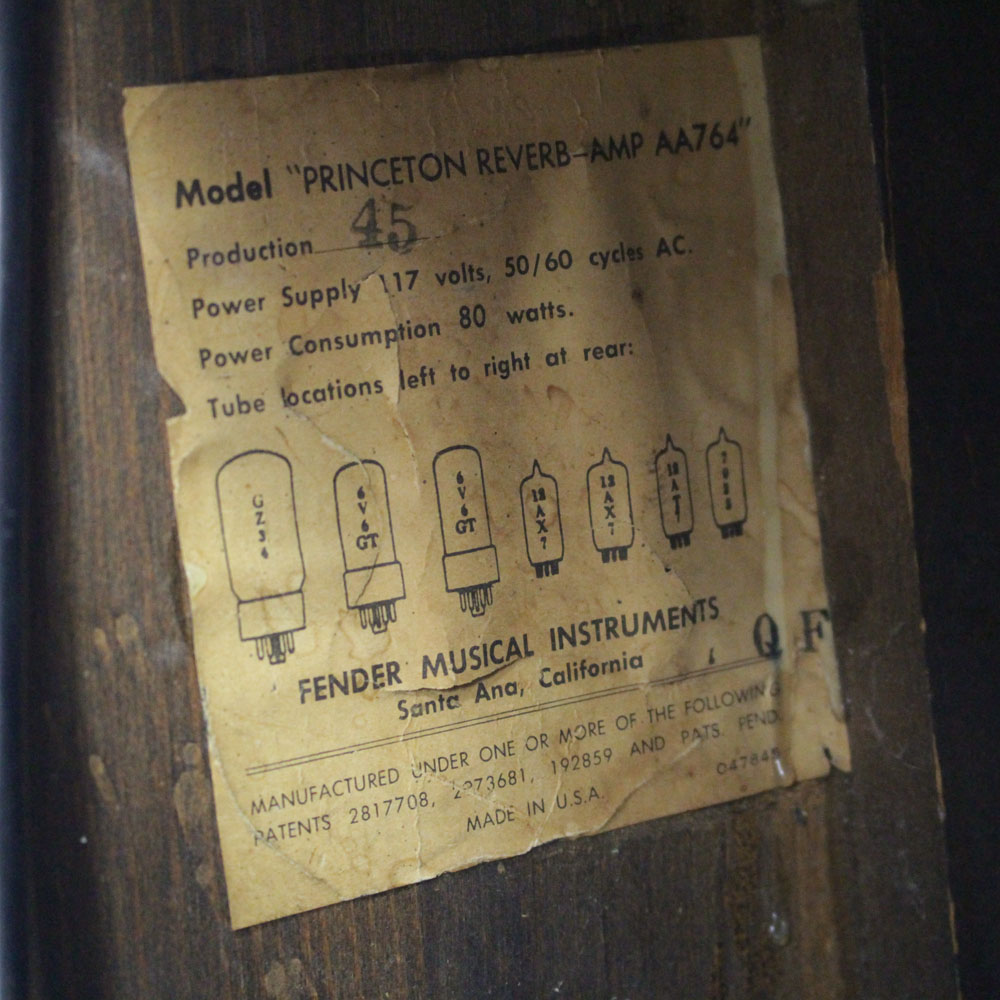 Model "PRINCETON REVERB-AMP AA764"
Production 45
Power Supply 117 volts, 50/60 cycles AC.
Power Consumption 80 watts.
Tube locations left to right at rear:
GZ34 6V6GT 6V6GT 12AX7 12AX7 12AT7 7025
FENDER MUSICAL INSTRUMENTS
Santa Ana, California
Q F
MANUFACTURED UNDER ONE OR MORE OF THE FOLLOWING
PATENTS 2817708, 2973681, 192859 AND PATS. PEND.
MADE IN U.S.A.